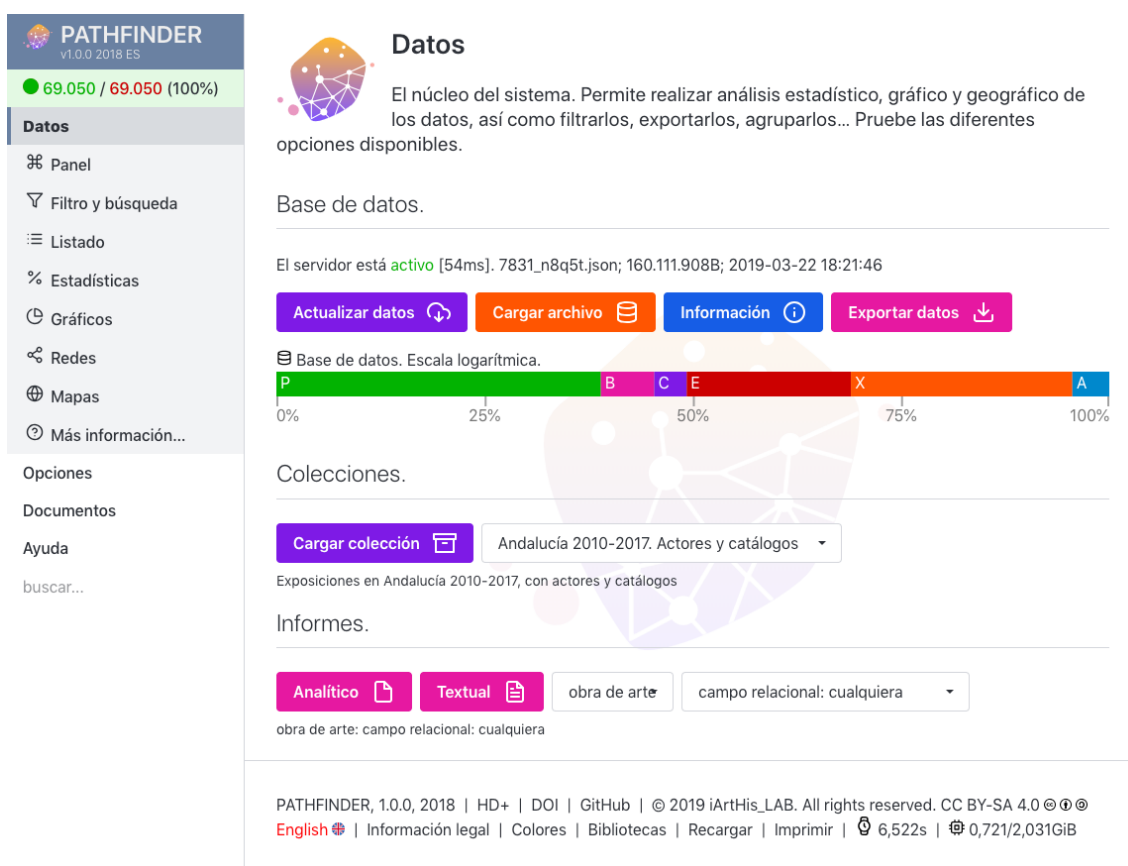 PATHFINDER
v1.0.0 2018 ES
69.050 / 69.050 (100%)
Datos
Panel
Filtro y búsqueda
Listado
Estadísticas
Gráficos
Redes
Mapas
Más información...
Opciones
Documentos
Ayuda
buscar...
Datos
El núcleo del sistema. Permite realizar análisis estadístico, gráfico y geográfico de
los datos, así como filtrarlos, exportarlos, agruparlos... Pruebe las diferentes
opciones disponibles.
Base de datos.
El servidor está activo [54ms]. 7831_n8q5t.json; 160.111.908B; 2019-03-22 18:21:46
Actualizar datos Cargar archivo Información Exportar datos
Base de datos. Escala logarítmica.
P B C E X A
0% 25% 50% 75% 100%
Colecciones.
Cargar colección Andalucía 2010-2017. Actores y catálogos
Exposiciones en Andalucía 2010-2017, con actores y catálogos
Informes.
Analítico Textual obra de arte campo relacional: cualquiera
obra de arte: campo relacional: cualquiera
PATHFINDER, 1.0.0, 2018 | HD+ | DOI | GitHub | © 2019 iArtHis_LAB. All rights reserved. CC BY-SA 4.0
English | Información legal | Colores | Bibliotecas | Recargar | Imprimir | 6,522s | 0,721/2,031GiB